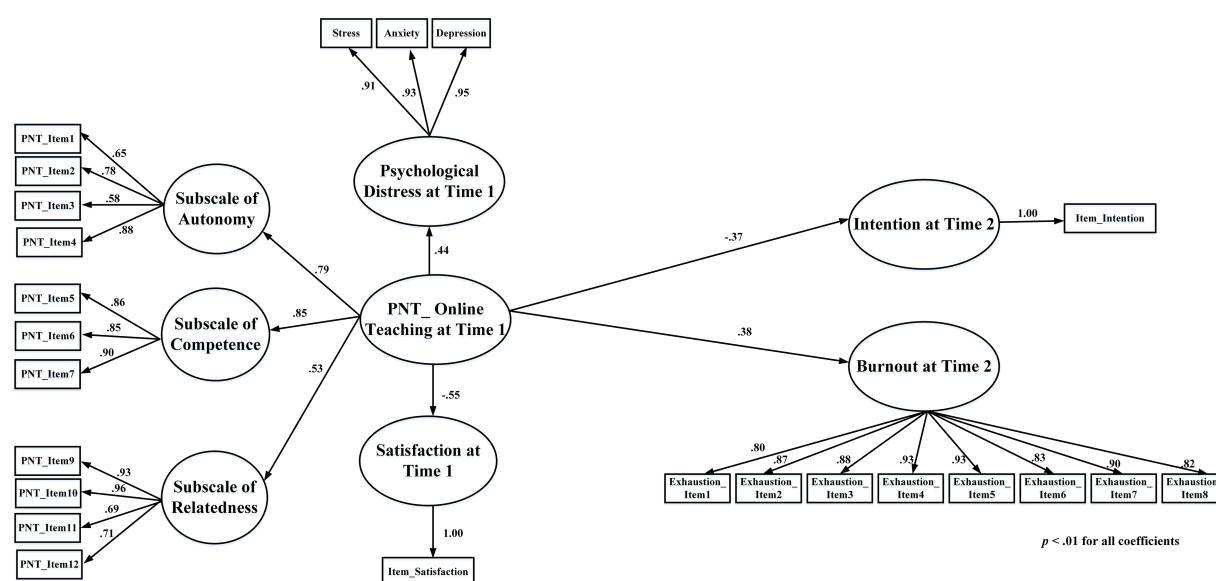 Stress
Anxiety
Depression
.91
.93
.95
Psychological
Distress at Time 1
PNT_Item1
PNT_Item2
PNT_Item3
PNT_Item4
.65
.78
.58
.88
Subscale of
Autonomy
.79
.44
PNT_Item5
PNT_Item6
PNT_Item7
.86
.85
.90
Subscale of
Competence
.85
PNT_ Online
Teaching at Time 1
.53
-.55
PNT_Item9
PNT_Item10
PNT_Item11
PNT_Item12
.93
.96
.69
.71
Subscale of
Relatedness
Satisfaction at
Time 1
1.00
Item_Satisfaction
-.37
Intention at Time 2
1.00
Item_Intention
.38
Burnout at Time 2
.80
.87
.88
.93
.93
.83
.90
.82
Exhaustion_
Item1
Exhaustion_
Item2
Exhaustion_
Item3
Exhaustion_
Item4
Exhaustion_
Item5
Exhaustion_
Item6
Exhaustion_
Item7
Exhaustion_
Item8
p < .01 for all coefficients